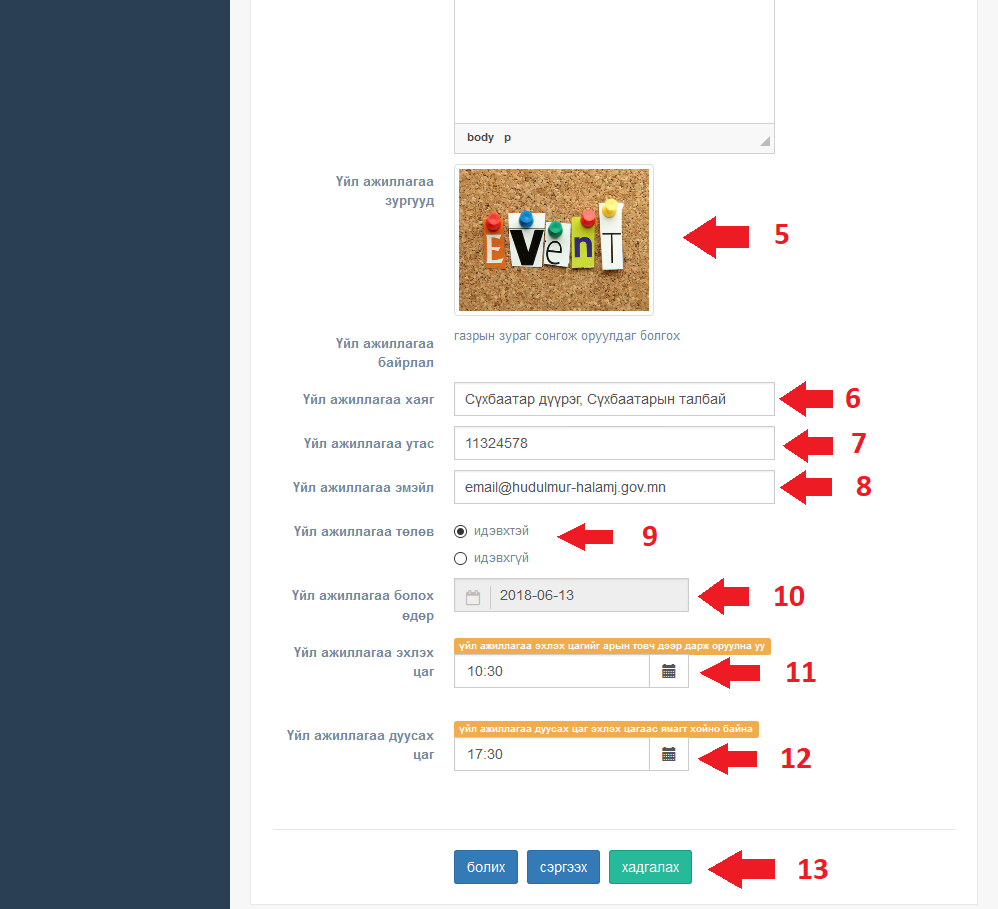 body p
Үйл ажиллагаа
зургууд
EVenT
5
Үйл ажиллагаа
байрлал
газрын зураг сонгож оруулдаг болгох
Үйл ажиллагаа хаяг
Сүхбаатар дүүрэг, Сүхбаатарын талбай
6
Үйл ажиллагаа утас
11324578
7
Үйл ажиллагаа эмэйл
email@hudulmur-halamj.gov.mn
8
Үйл ажиллагаа төлөв
идэвхтэй
9
идэвхгүй
Үйл ажиллагаа болох
өдөр
2018-06-13
10
Үйл ажиллагаа эхлэх
цаг
үйл ажиллагаа эхлэх цагийг арын товч дээр дарж оруулна уу
10:30
11
Үйл ажиллагаа дуусах
цаг
үйл ажиллагаа дуусах цаг эхлэх цагаас ямагт хойно байна
17:30
12
болих
сэргээх
хадгалах
13